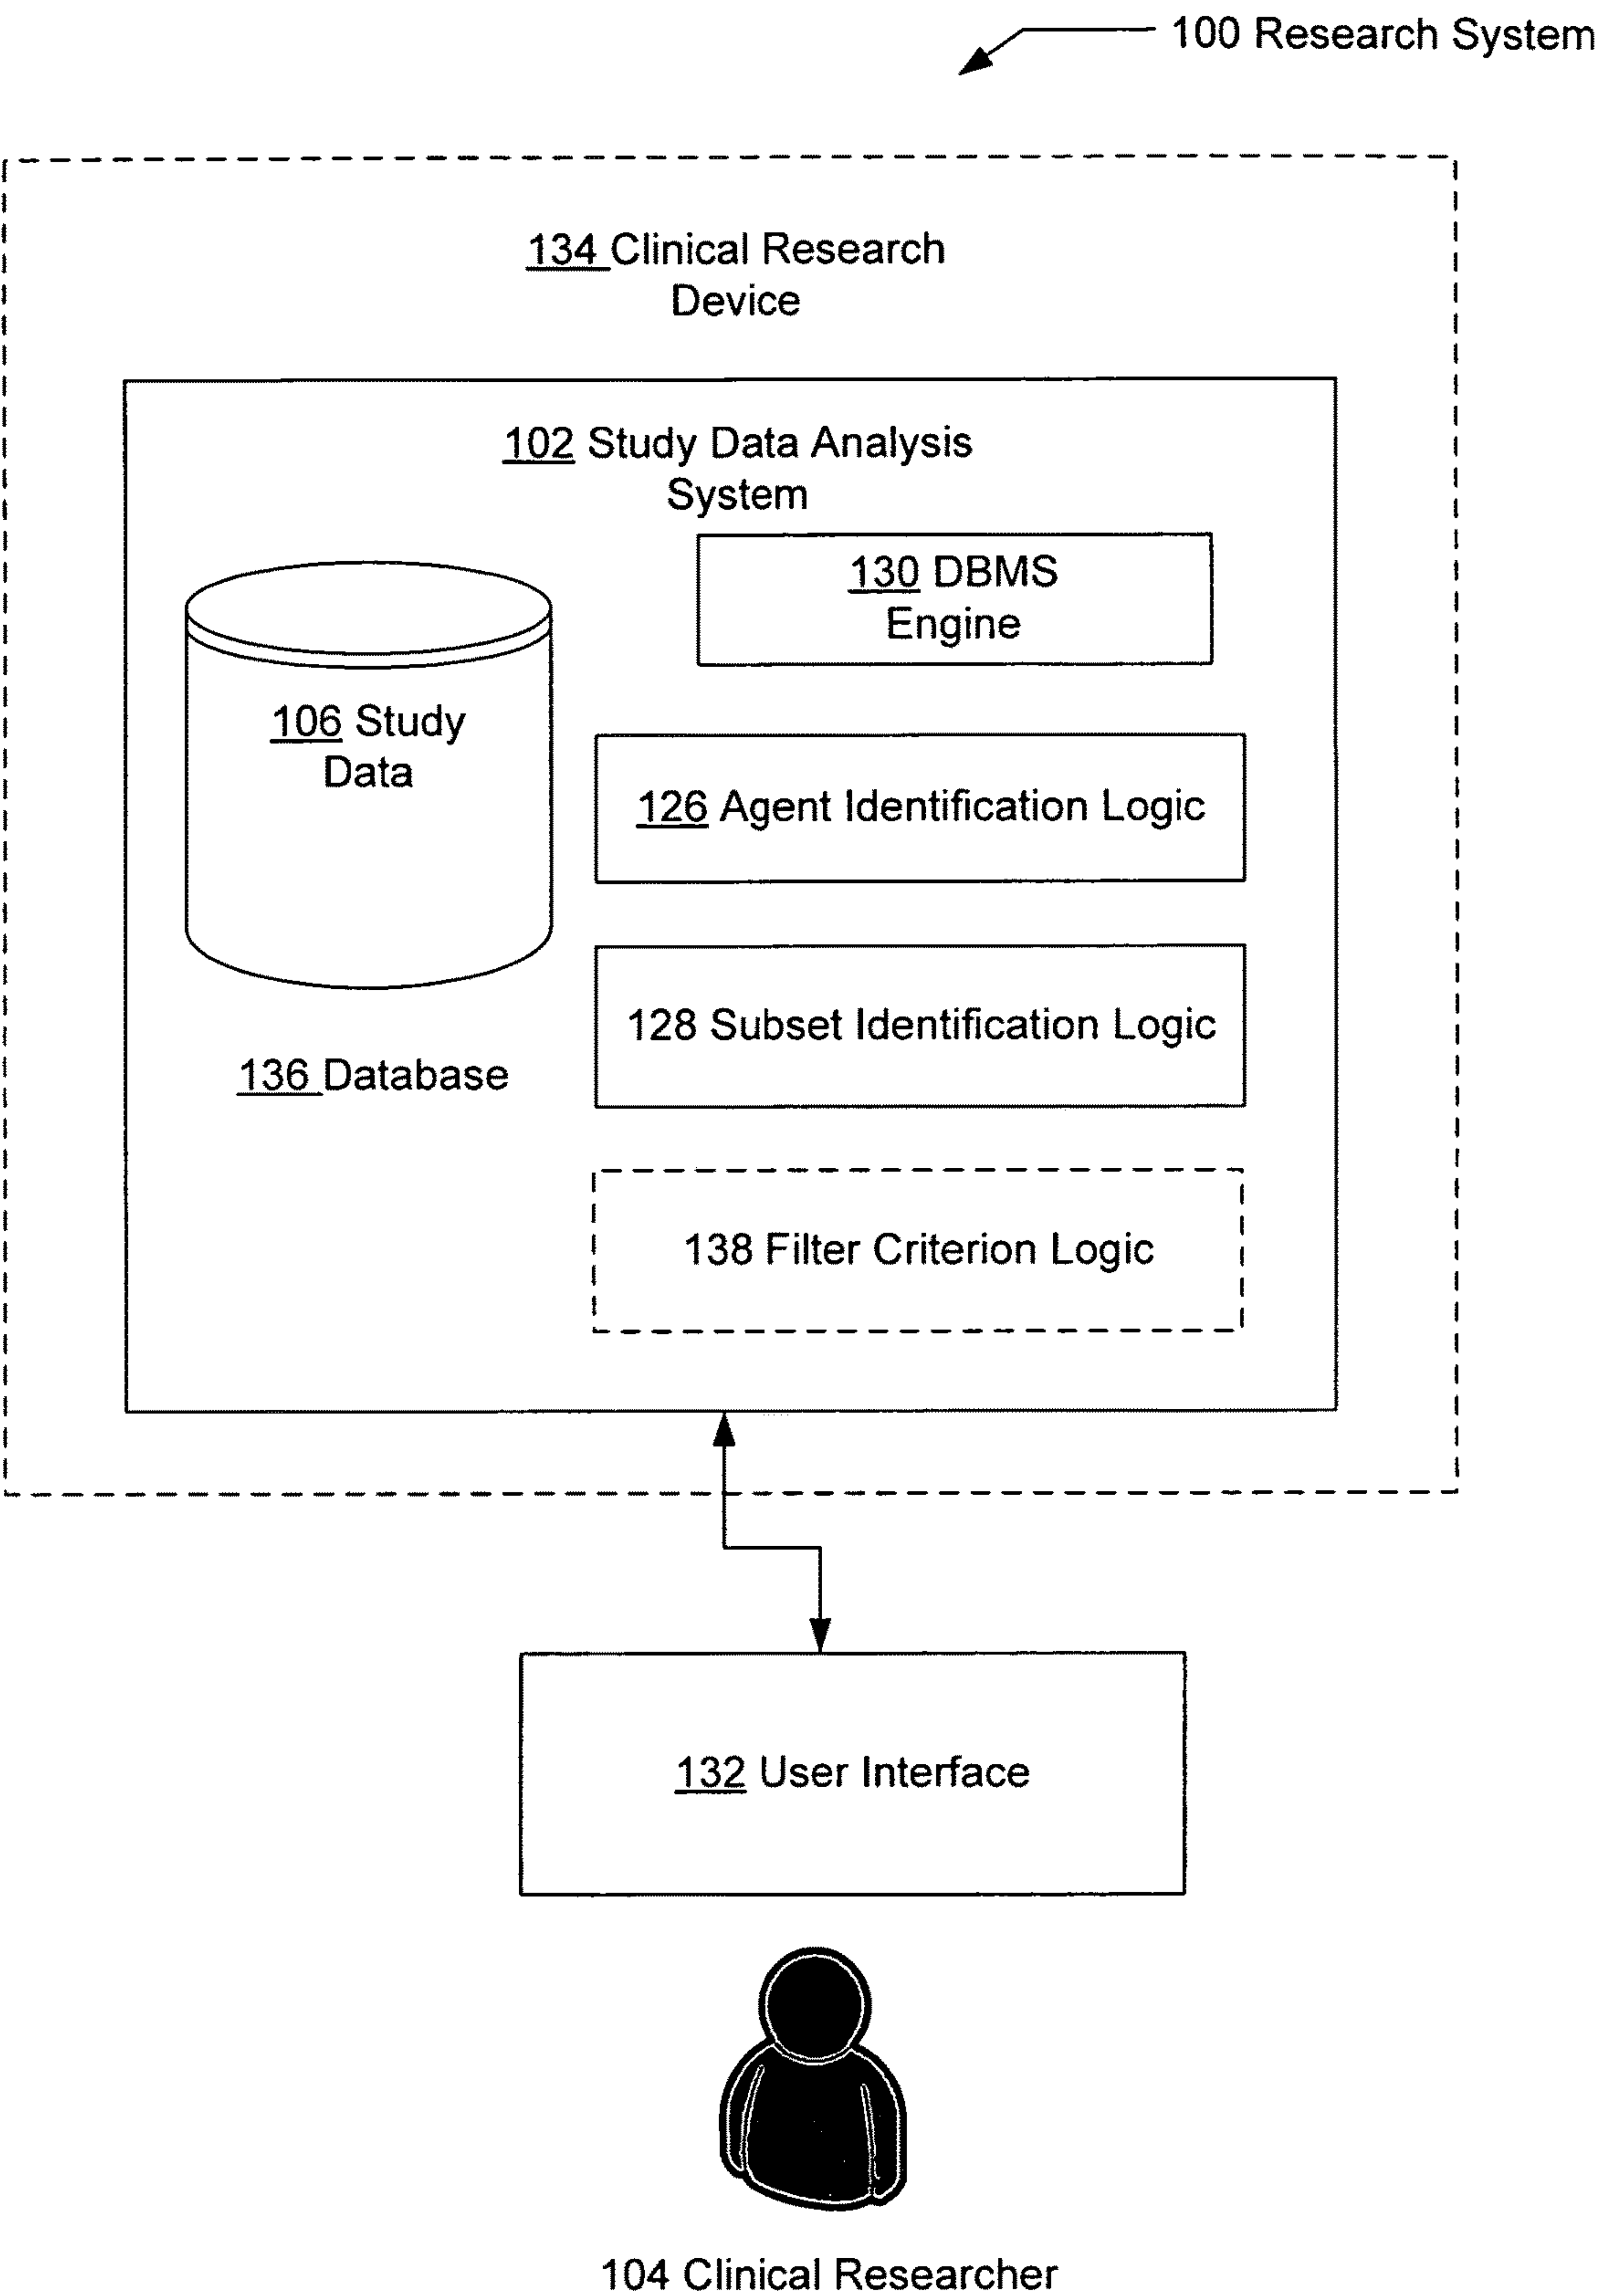 100 Research System
134 Clinical Research
Device
102 Study Data Analysis
System
130 DBMS
Engine
106 Study
Data
126 Agent Identification Logic
128 Subset Identification Logic
136 Database
138 Filter Criterion Logic
132 User Interface
104 Clinical Researcher